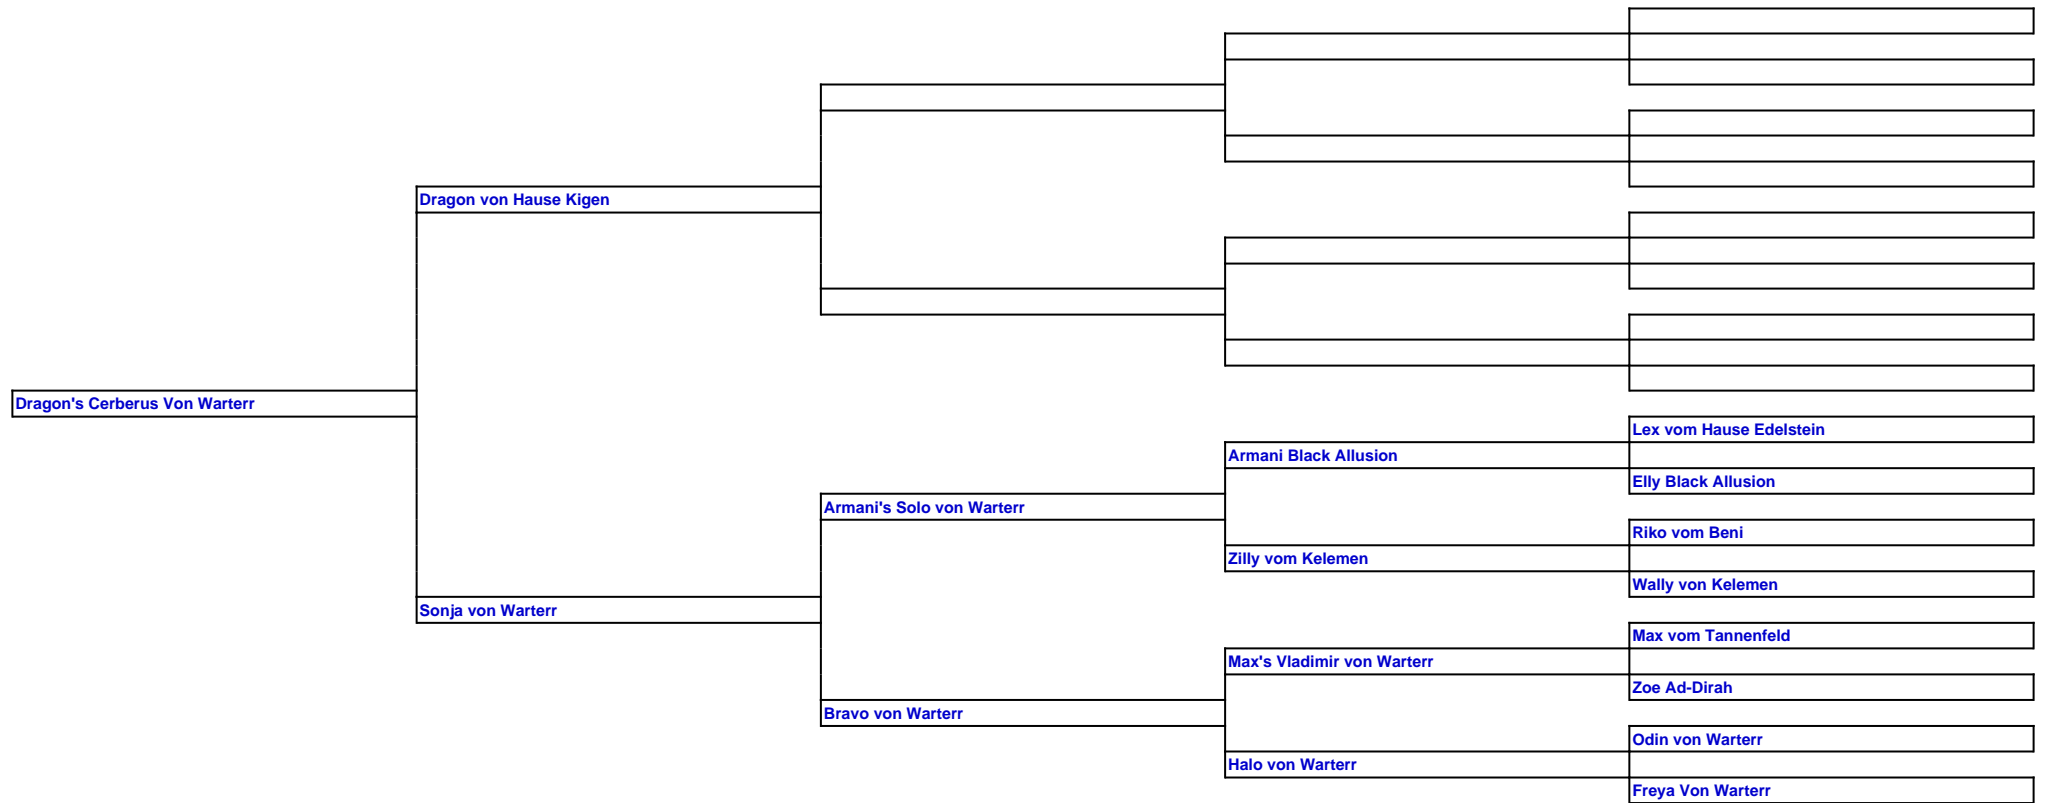 Dragon von Hause Kigen
Dragon's Cerberus Von Warterr
Lex vom Hause Edelstein
Armani Black Allusion
Elly Black Allusion
Armani's Solo von Warterr
Riko vom Beni
Zilly vom Kelemen
Wally von Kelemen
Sonja von Warterr
Max vom Tannenfeld
Max's Vladimir von Warterr
Zoe Ad-Dirah
Bravo von Warterr
Odin von Warterr
Halo von Warterr
Freya Von Warterr